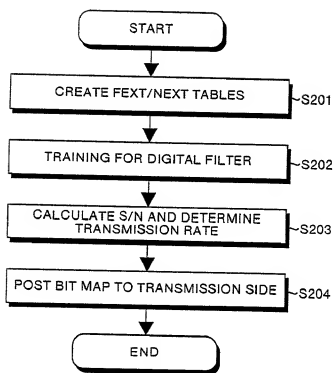 START
CREATE FEXT/NEXT TABLES
S201
TRAINING FOR DIGITAL FILTER
S202
CALCULATE S/N AND DETERMINE
TRANSMISSION RATE
S203
POST BIT MAP TO TRANSMISSION SIDE
S204
END